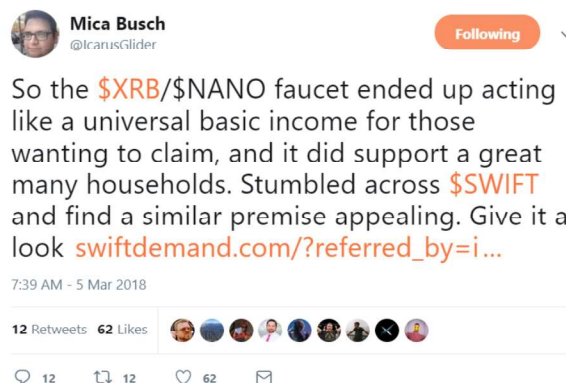 Mica Busch
@IcarusGlider
Following
So the $XRB/$NANO faucet ended up acting
like a universal basic income for those
wanting to claim, and it did support a great
many households. Stumbled across $SWIFT
and find a similar premise appealing. Give it a
look swiftdemand.com/?referred_by=i...
7:39 AM - 5 Mar 2018
12 Retweets 62 Likes
12 12 62